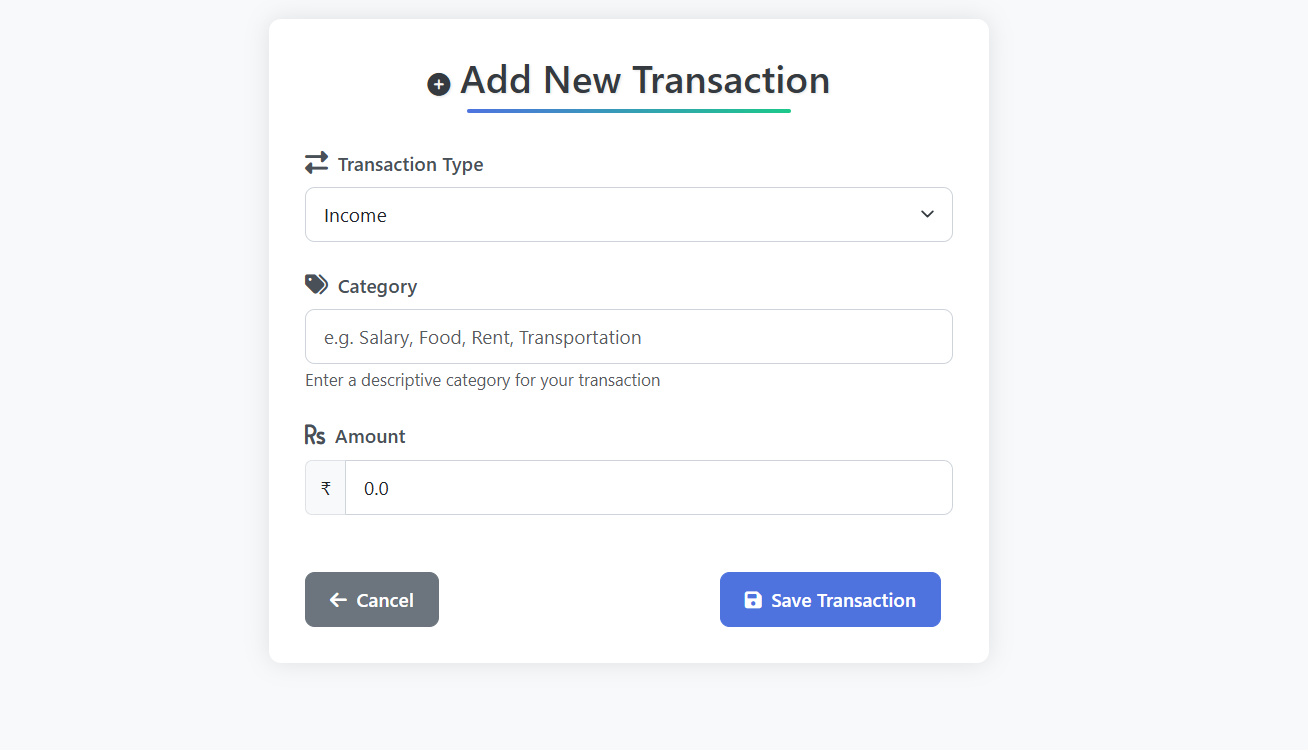 Add New Transaction
Transaction Type
Income
Category
e.g. Salary, Food, Rent, Transportation
Enter a descriptive category for your transaction
Rs Amount
₹ 0.0
Cancel
Save Transaction